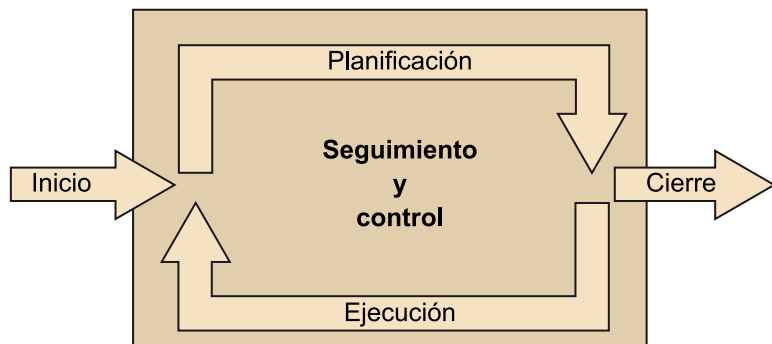 Planificación
Seguimiento
y
control
Inicio
Cierre
Ejecución